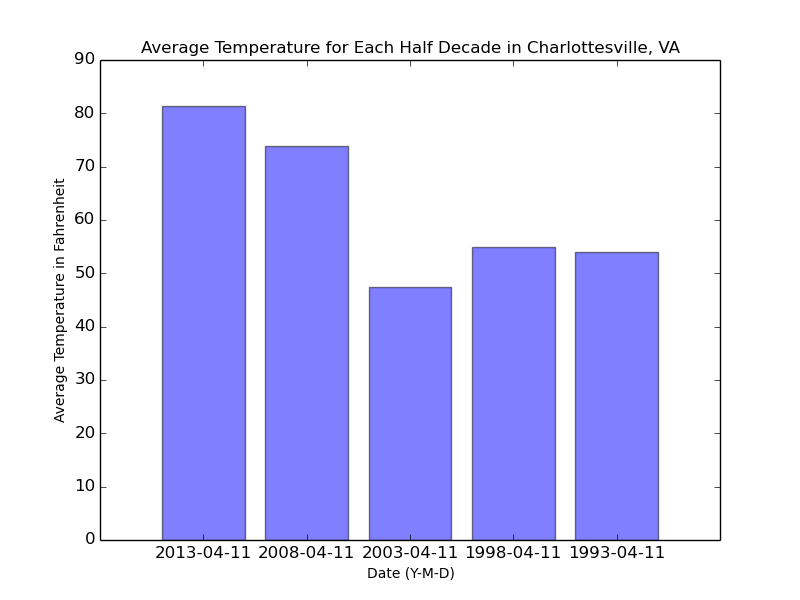 Average Temperature for Each Half Decade in Charlottesville, VA
90
80
70
60
50
40
30
20
10
0
Average Temperature in Fahrenheit
2013-04-11 2008-04-11 2003-04-11 1998-04-11 1993-04-11
Date (Y-M-D)